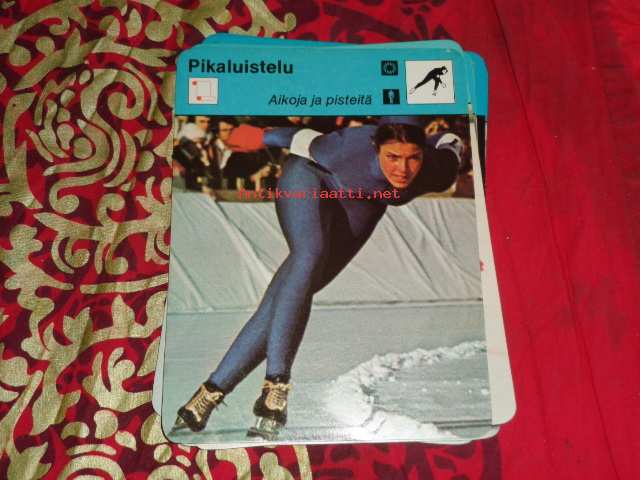 Pikaluistelu
Aikoja ja pisteitä
antikvariaatti.net